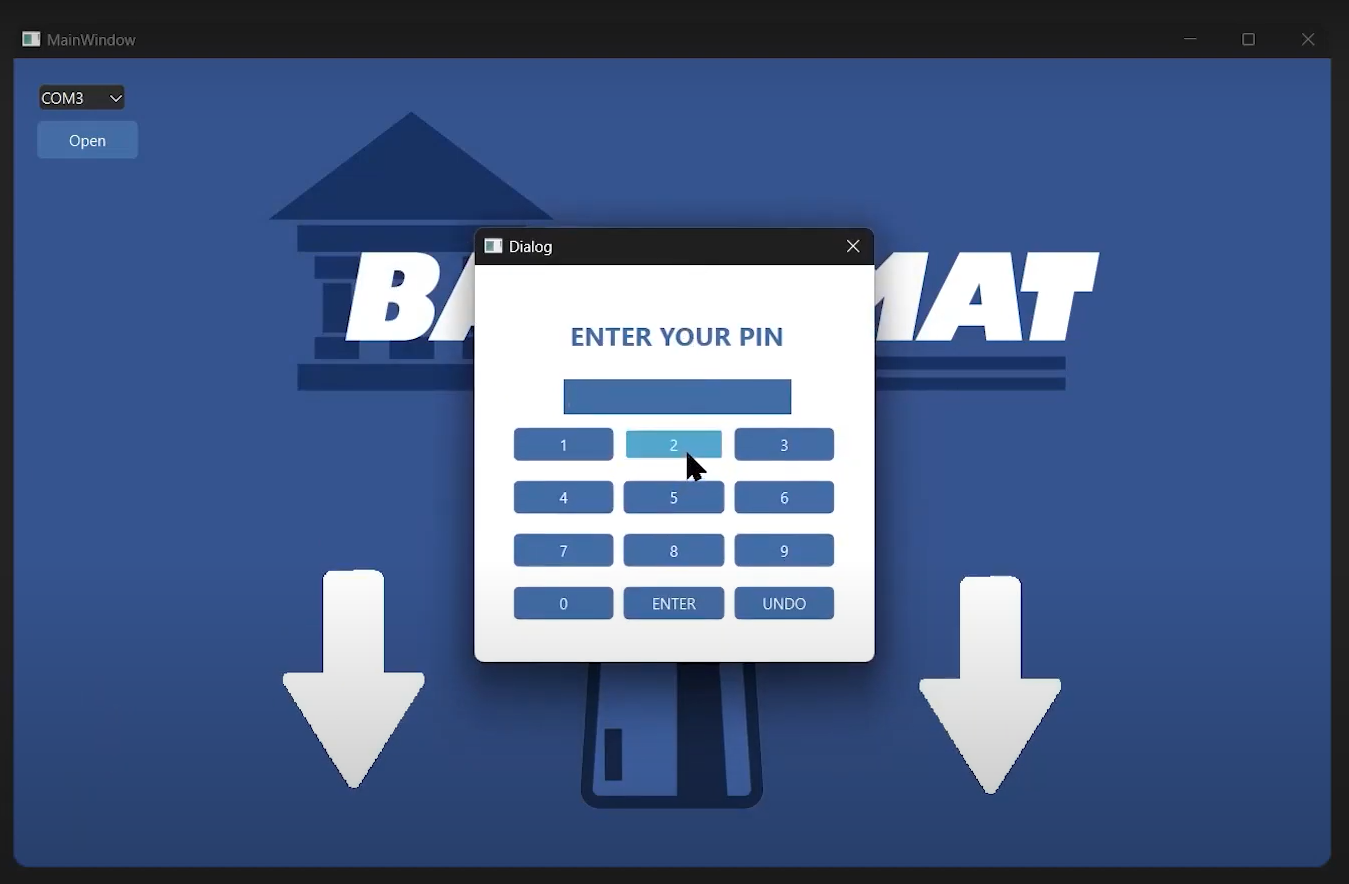 MainWindow
COM3
Open
Dialog
ENTER YOUR PIN
1 2 3
4 5 6
7 8 9
0 ENTER UNDO